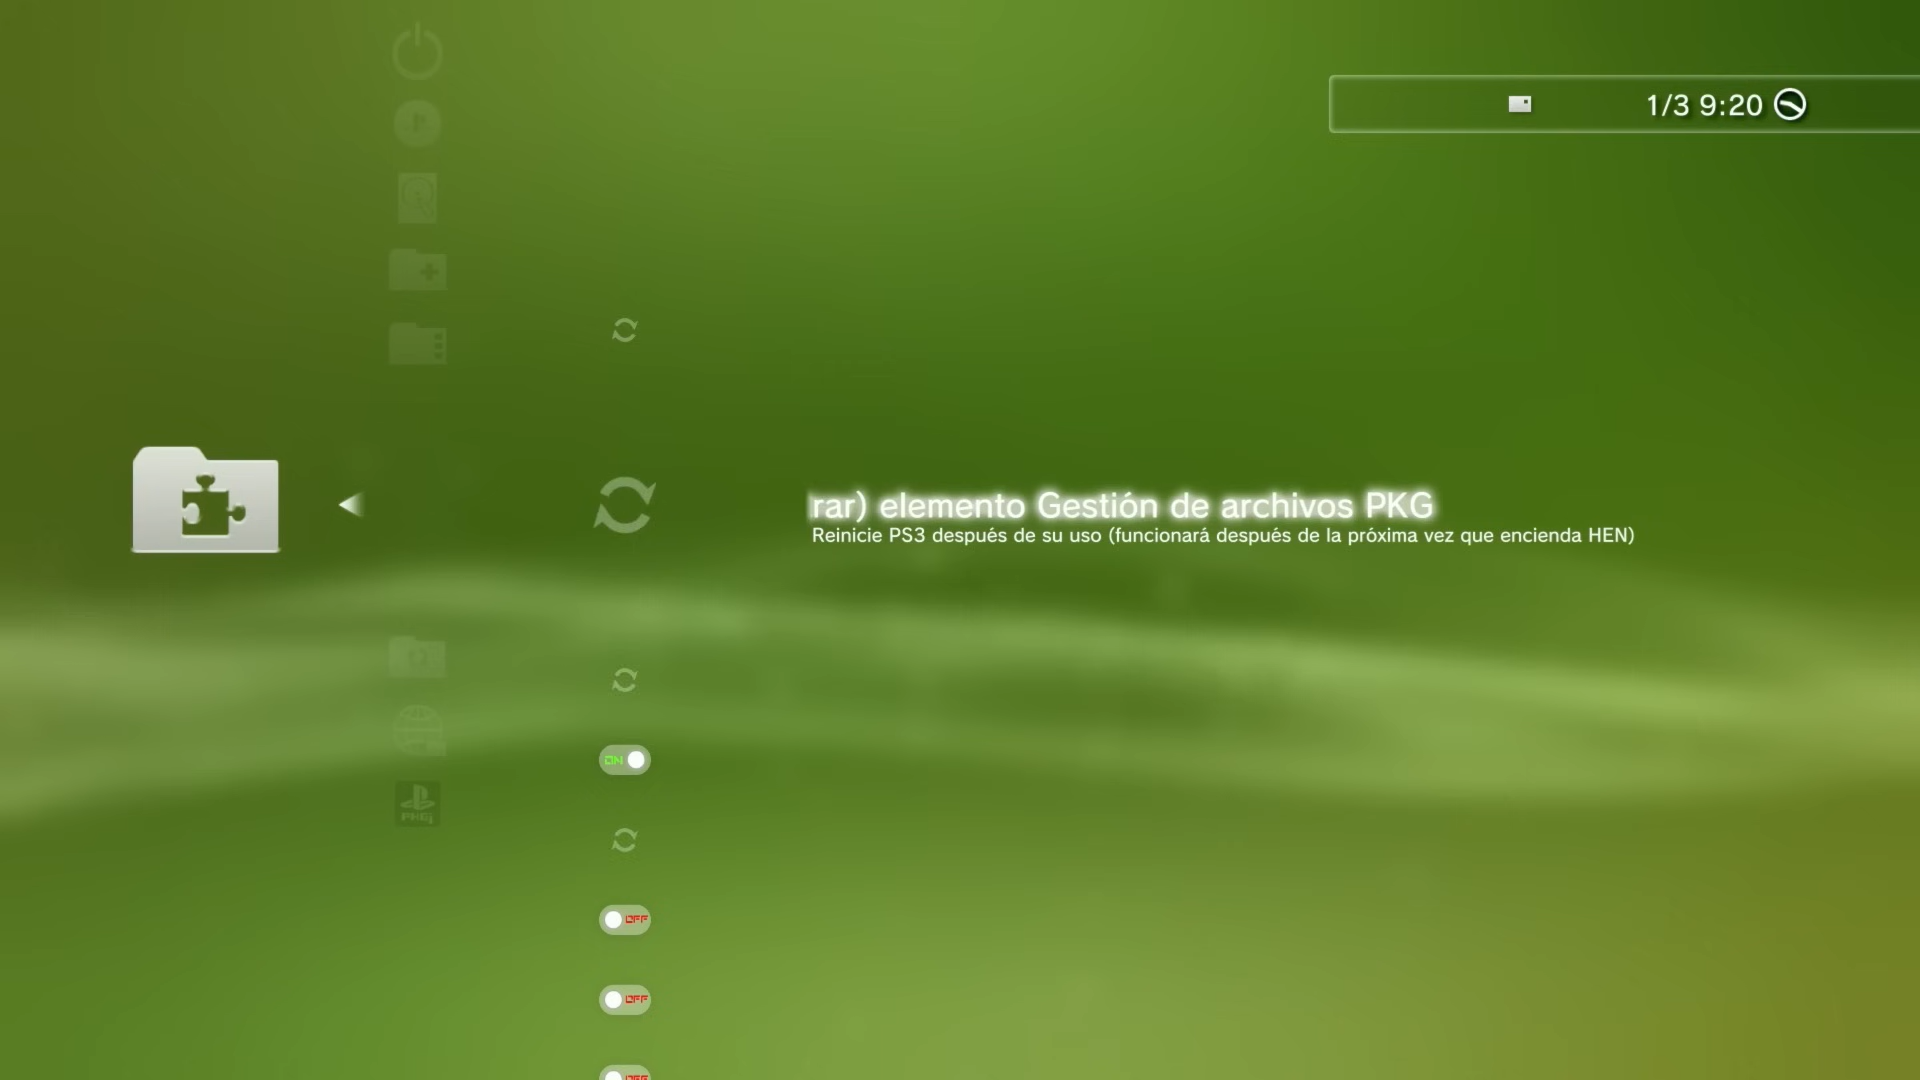 1/3 9:20
rar) elemento Gestión de archivos PKG
Reinicie PS3 después de su uso (funcionará después de la próxima vez que encienda HEN)
ON
OFF
OFF
OFF